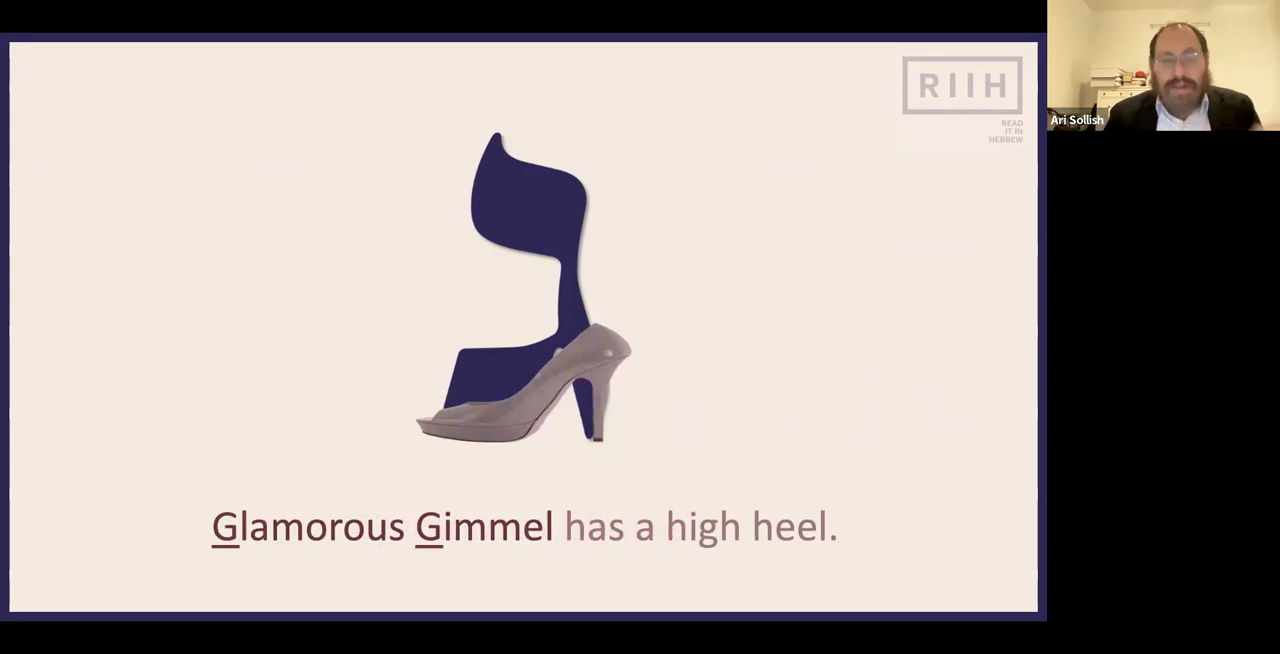 RIIH
READ
IT IN
HEBREW
Ari Sollish
ג
Glamorous Gimmel has a high heel.